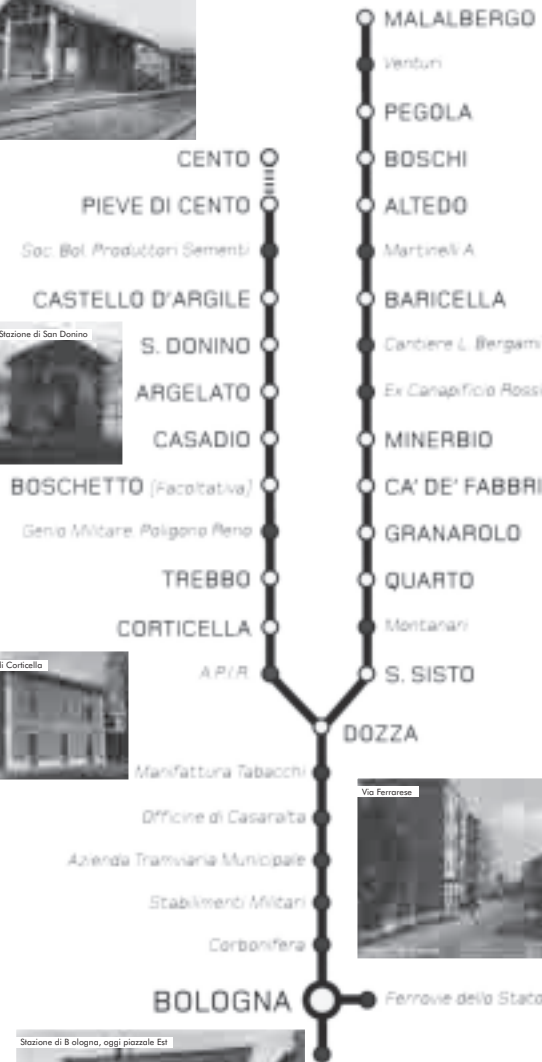 MALALBERGO
Venturi
PEGOLA
CENTO
BOSCHI
PIEVE DI CENTO
ALTEDO
Soc. Bol. Produttori Sementi
Martinelli A.
CASTELLO D'ARGILE
BARICELLA
Stazione di San Donino
S. DONINO
Cantiere L. Bergami
ARGELATO
Ex Canapificio Rossi
CASADIO
MINERBIO
BOSCHETTO (Facoltativa)
CA' DE' FABBRI
Genio Militare. Poligono Reno
GRANAROLO
TREBBO
QUARTO
CORTICELLA
Montanari
di Corticella
A.P.I.R.
S. SISTO
DOZZA
Manifattura Tabacchi
Via Ferrarese
Officine di Casaralta
Azienda Tramviaria Municipale
Stabilimenti Militari
Carbonifera
BOLOGNA
Ferrovie dello Stato
Stazione di B ologna, oggi piazzale Est